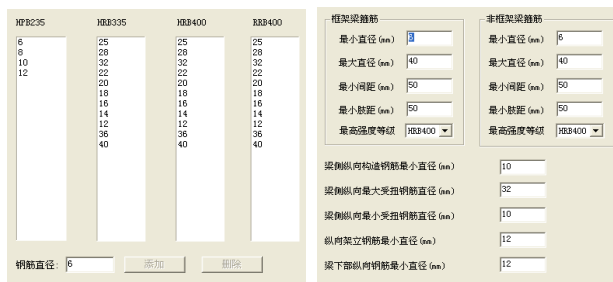 HPB235 HRB335 HRB400 RRB400
6 25 25 25
8 28 28 28
10 32 32 32
12 22 22 22
20 20 20
18 18 18
16 16 16
14 14 14
12 12 12
36 36 36
40 40 40
钢筋直径: 6 添加 删除
框架梁箍筋
最小直径(mm) 6
最大直径(mm) 40
最小间距(mm) 50
最小肢距(mm) 50
最高强度等级 HRB400
非框架梁箍筋
最小直径(mm) 6
最大直径(mm) 40
最小间距(mm) 50
最小肢距(mm) 50
最高强度等级 HRB400
梁侧纵向构造钢筋最小直径(mm) 10
梁侧纵向最大受扭钢筋直径(mm) 32
梁侧纵向最小受扭钢筋直径(mm) 10
纵向架立钢筋最小直径(mm) 12
梁下部纵向钢筋最小直径(mm) 12